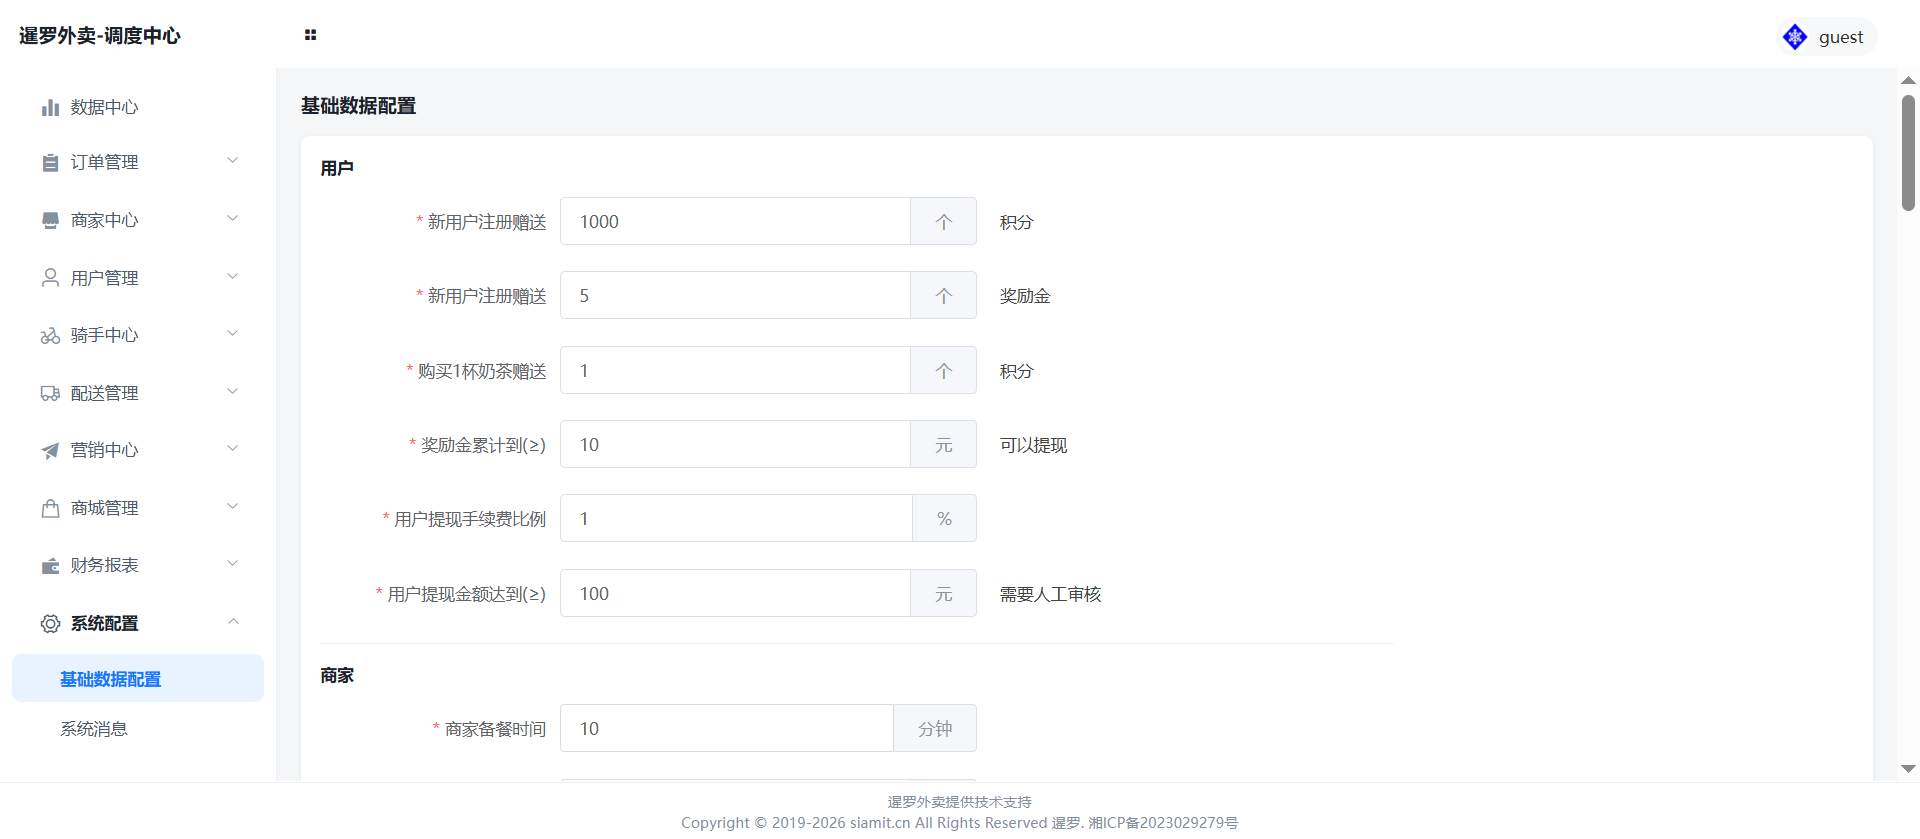 暹罗外卖-调度中心
guest
数据中心
订单管理
商家中心
用户管理
骑手中心
配送管理
营销中心
商城管理
财务报表
系统配置
基础数据配置
系统消息
基础数据配置
用户
* 新用户注册赠送 1000 个 积分
* 新用户注册赠送 5 个 奖励金
* 购买1杯奶茶赠送 1 个 积分
* 奖励金累计到(≥) 10 元 可以提现
* 用户提现手续费比例 1 %
* 用户提现金额达到(≥) 100 元 需要人工审核
商家
* 商家备餐时间 10 分钟
暹罗外卖提供技术支持
Copyright © 2019-2026 siamit.cn All Rights Reserved 暹罗. 湘ICP备2023029279号